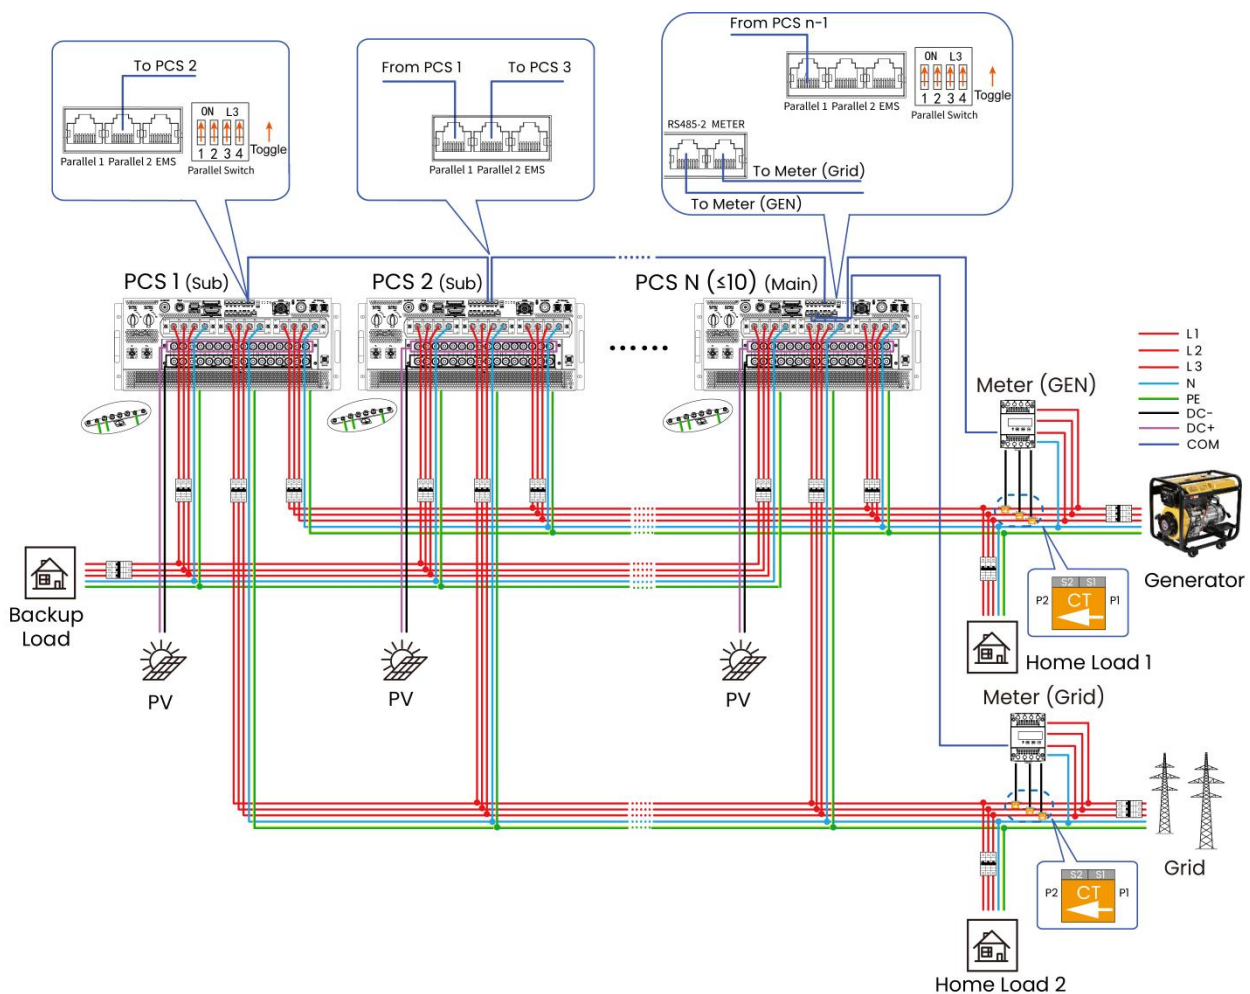 To PCS 2
ON L3
1 2 3 4
Toggle
Parallel 1 Parallel 2 EMS
Parallel Switch
From PCS 1
To PCS 3
Parallel 1 Parallel 2 EMS
From PCS n-1
ON L3
1 2 3 4
Toggle
Parallel 1 Parallel 2 EMS
Parallel Switch
RS485-2 METER
To Meter (Grid)
To Meter (GEN)
PCS 1 (Sub)
PCS 2 (Sub)
PCS N (≤10) (Main)
L1
L2
L3
N
PE
DC-
DC+
COM
Meter (GEN)
Generator
S2 S1
P2 CT P1
Backup
Load
Home Load 1
PV
PV
PV
Meter (Grid)
Grid
S2 S1
P2 CT P1
Home Load 2